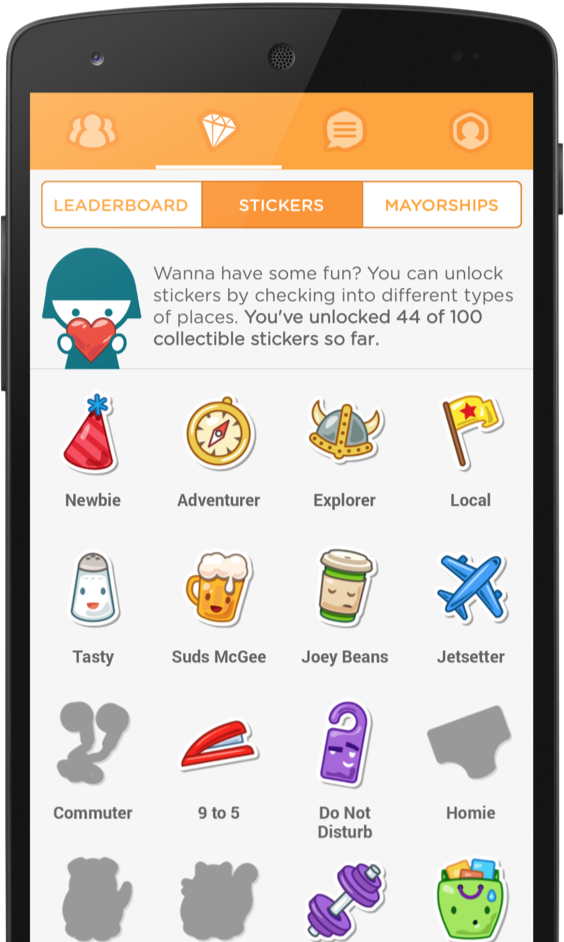 LEADERBOARD STICKERS MAYORSHIPS
Wanna have some fun? You can unlock
stickers by checking into different types
of places. You've unlocked 44 of 100
collectible stickers so far.
Newbie Adventurer Explorer Local
Tasty Suds McGee Joey Beans Jetsetter
Commuter 9 to 5 Do Not Homie
Disturb